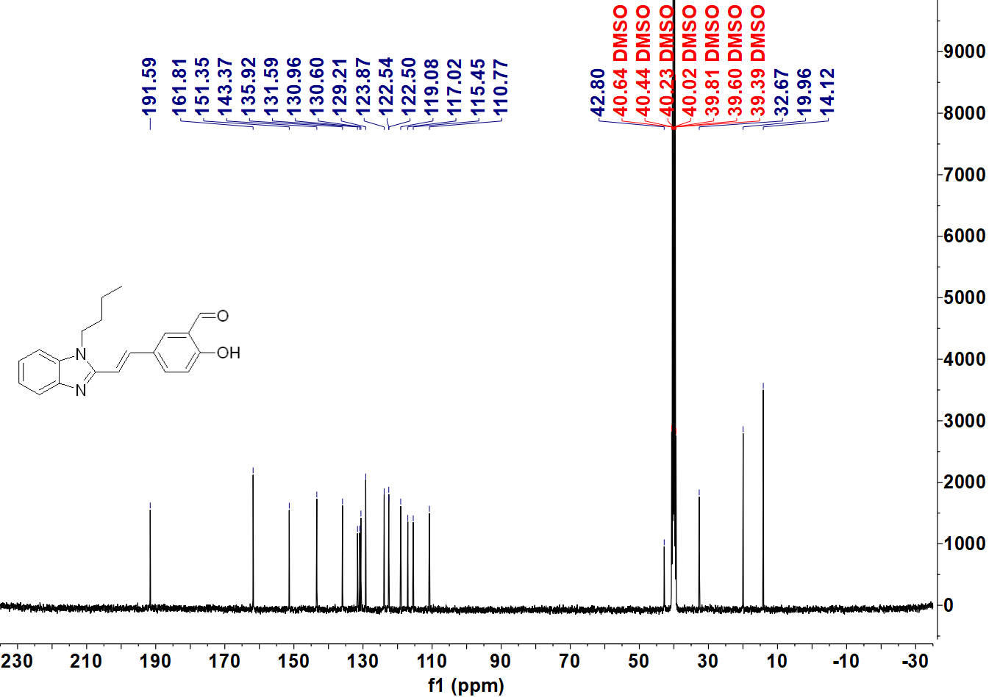 191.59
161.81
151.35
143.37
135.92
131.59
130.96
130.60
129.21
123.87
122.54
122.50
119.08
117.02
115.45
110.77
42.80
40.64 DMSO
40.44 DMSO
40.23 DMSO
40.02 DMSO
39.81 DMSO
39.60 DMSO
39.39 DMSO
32.67
19.96
14.12
9000
8000
7000
6000
5000
4000
3000
2000
1000
0
O
OH
N
N
230 210 190 170 150 130 110 90 70 50 30 10 -10 -30
f1 (ppm)